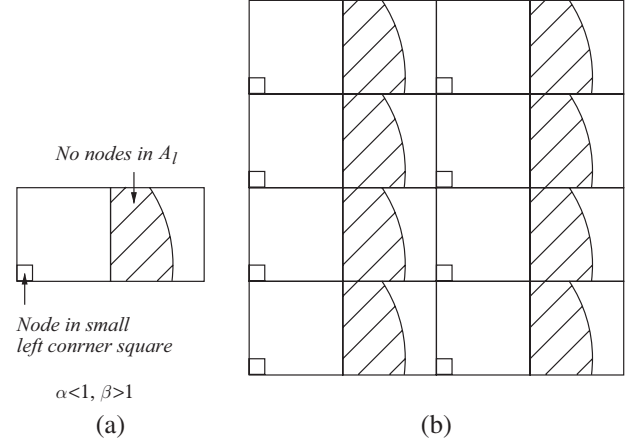 No nodes in A_l
Node in small
left conrner square
α<1, β>1
(a)
(b)